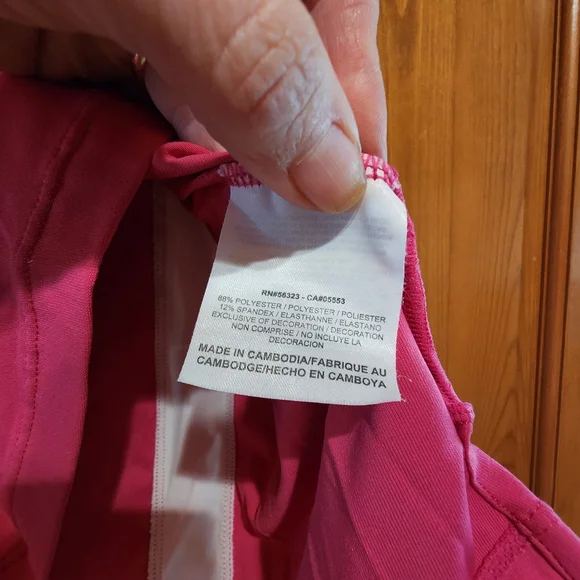 RN#56323 - CA#05553
88% POLYESTER / POLYESTER / POLIESTER
12% SPANDEX / ELASTHANNE / ELASTANO
EXCLUSIVE OF DECORATION / DECORATION
NON COMPRISE / NO INCLUYE LA
DECORACION
MADE IN CAMBODIA/FABRIQUE AU
CAMBODGE/HECHO EN CAMBOYA